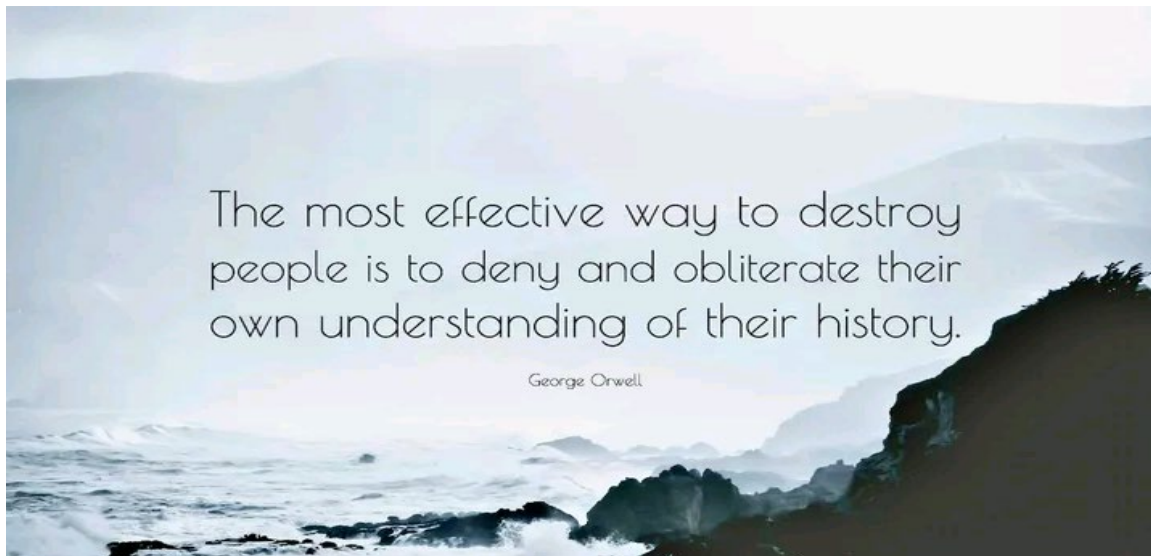 The most effective way to destroy
people is to deny and obliterate their
own understanding of their history.
George Orwell